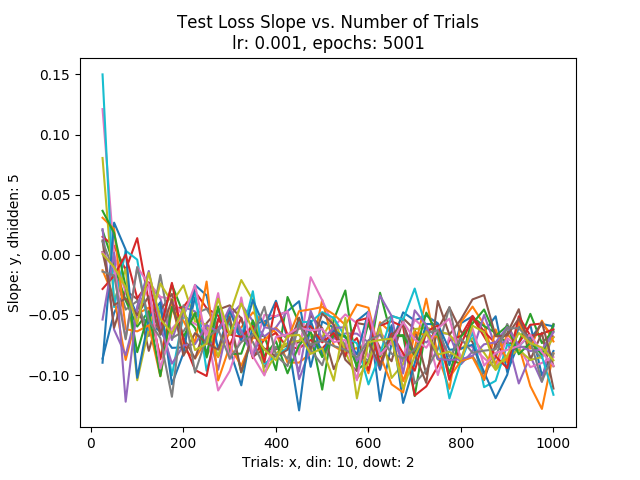 Test Loss Slope vs. Number of Trials
lr: 0.001, epochs: 5001
0.15
0.10
0.05
0.00
−0.05
−0.10
Slope: y, dhidden: 5
0 200 400 600 800 1000
Trials: x, din: 10, dowt: 2